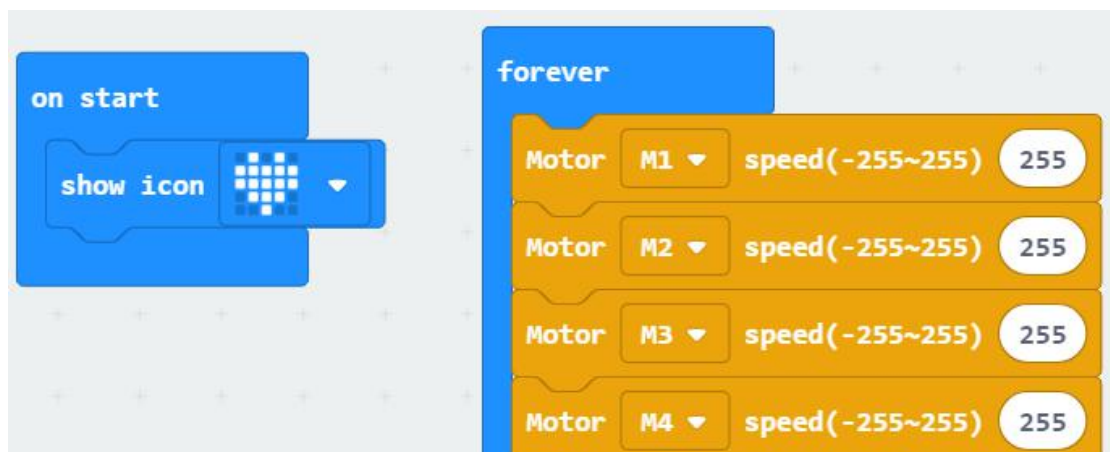 on start
show icon
forever
Motor M1 speed(-255~255) 255
Motor M2 speed(-255~255) 255
Motor M3 speed(-255~255) 255
Motor M4 speed(-255~255) 255